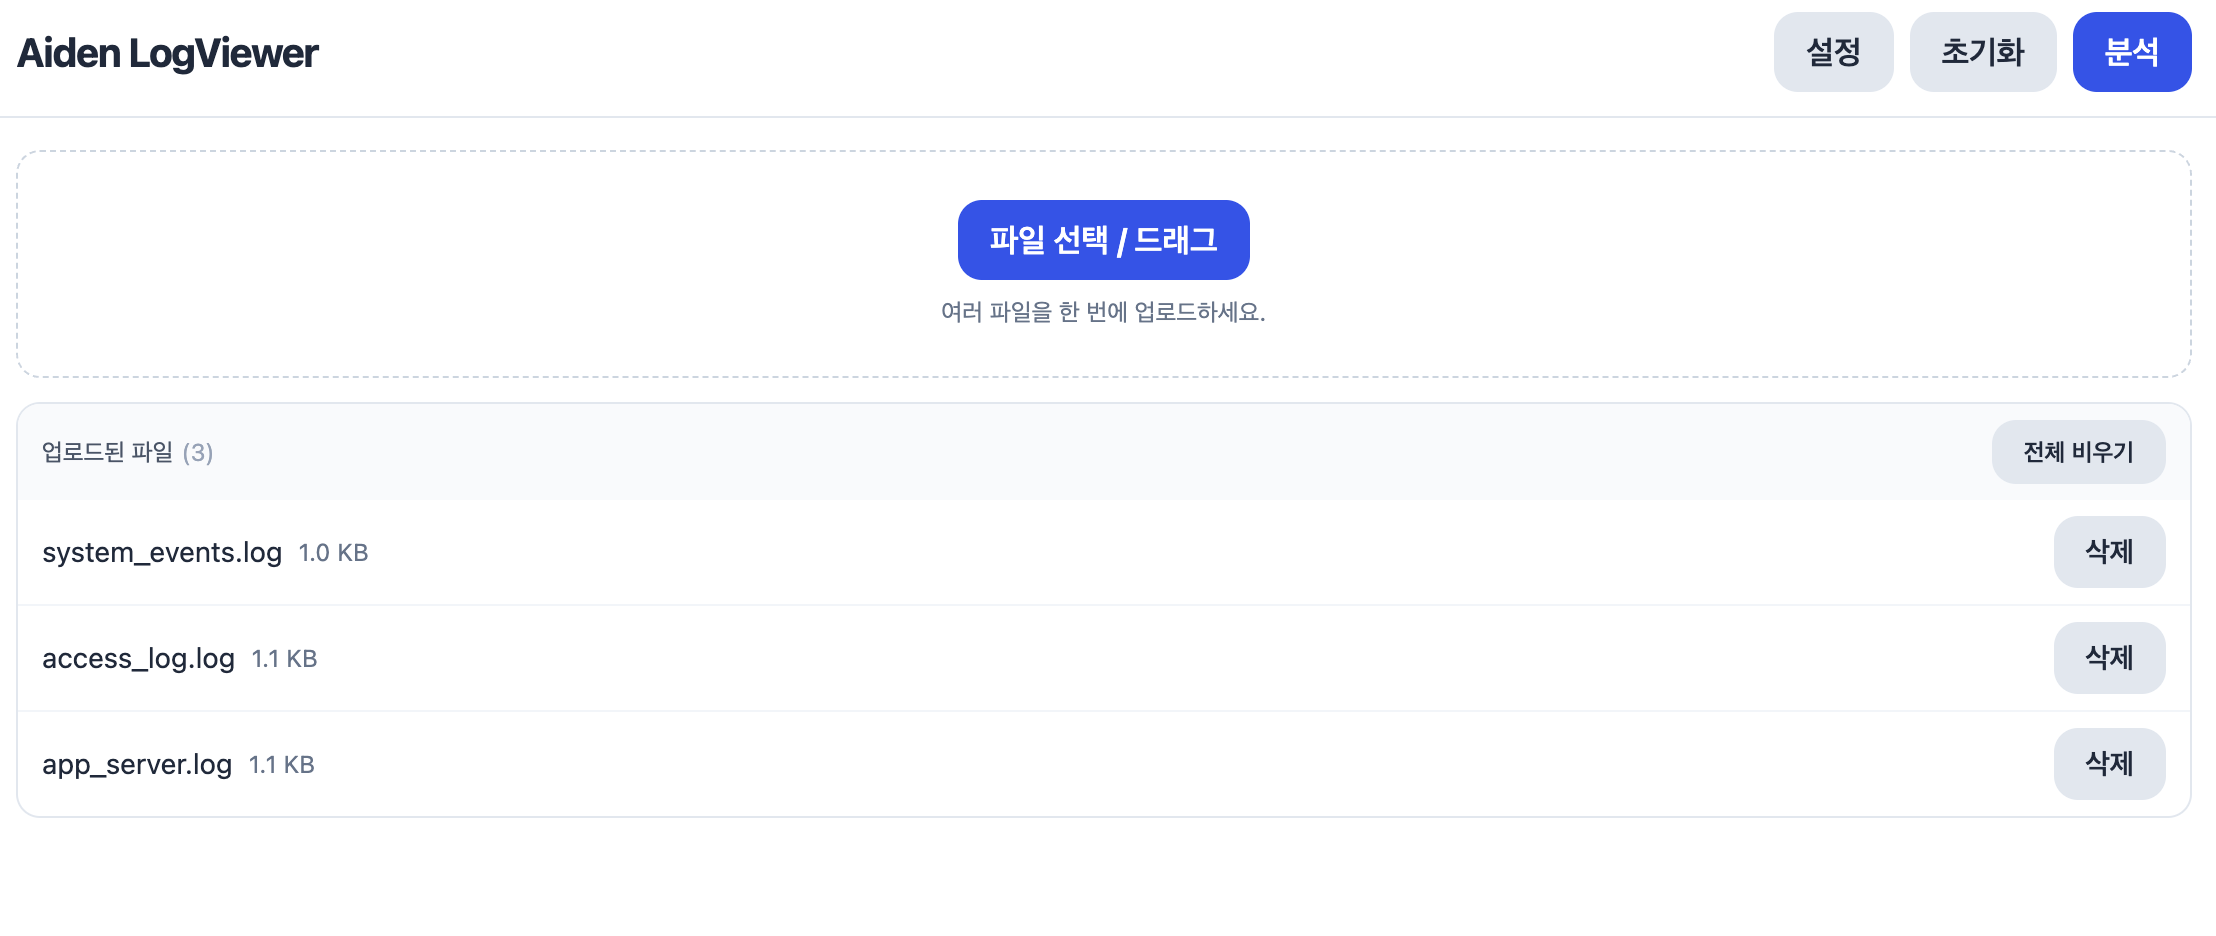 Aiden LogViewer
설정 초기화 분석
파일 선택 / 드래그
여러 파일을 한 번에 업로드하세요.
업로드된 파일 (3) 전체 비우기
system_events.log 1.0 KB 삭제
access_log.log 1.1 KB 삭제
app_server.log 1.1 KB 삭제